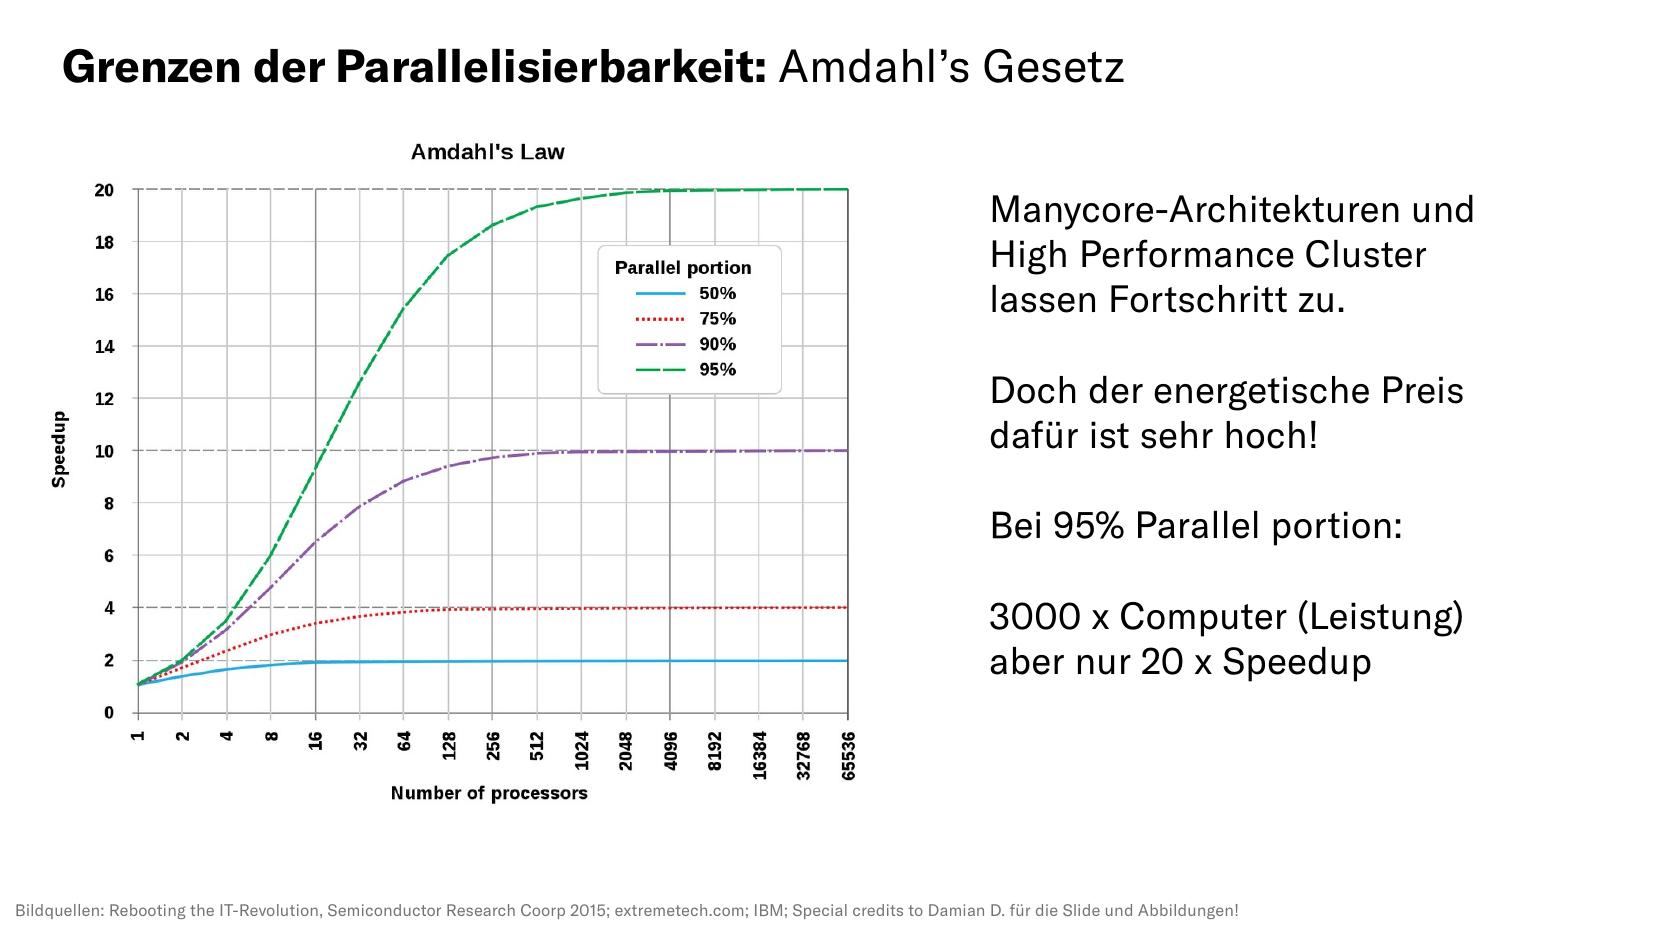 Grenzen der Parallelisierbarkeit: Amdahl’s Gesetz
Amdahl's Law
20
18
16
14
12
10
8
6
4
2
0
Speedup
Parallel portion
50%
75%
90%
95%
1
2
4
8
16
32
64
128
256
512
1024
2048
4096
8192
16384
32768
65536
Number of processors
Manycore-Architekturen und
High Performance Cluster
lassen Fortschritt zu.
Doch der energetische Preis
dafür ist sehr hoch!
Bei 95% Parallel portion:
3000 x Computer (Leistung)
aber nur 20 x Speedup
Bildquellen: Rebooting the IT-Revolution, Semiconductor Research Coorp 2015; extremetech.com; IBM; Special credits to Damian D. für die Slide und Abbildungen!